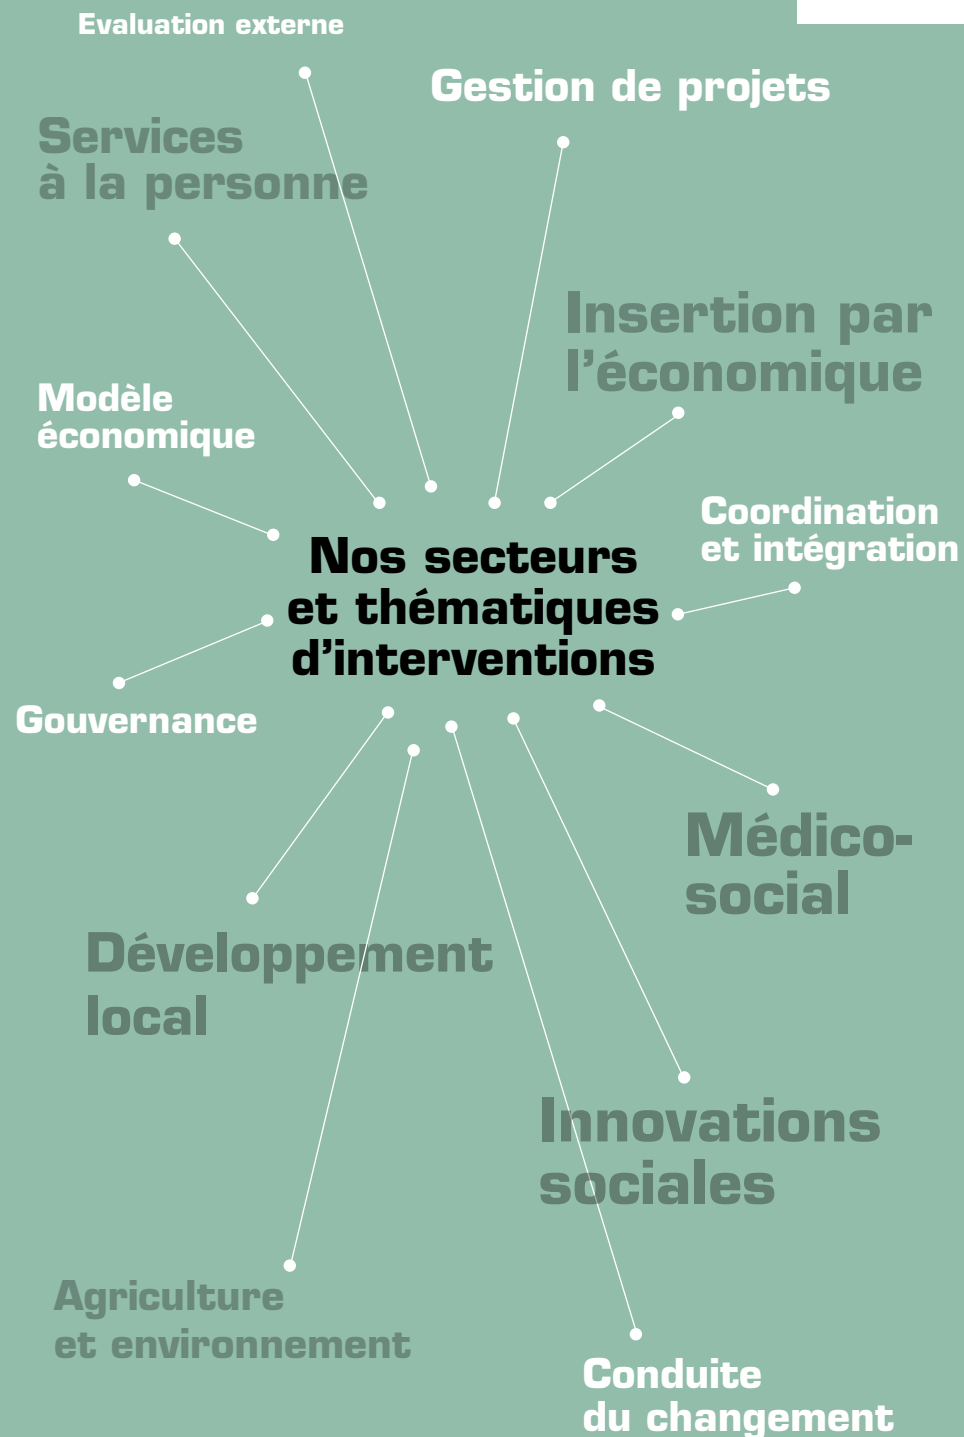 Evaluation externe
Gestion de projets
Services
à la personne
Insertion par
l’économique
Modèle
économique
Coordination
et intégration
Nos secteurs
et thématiques
d’interventions
Gouvernance
Médico-
social
Développement
local
Innovations
sociales
Agriculture
et environnement
Conduite
du changement